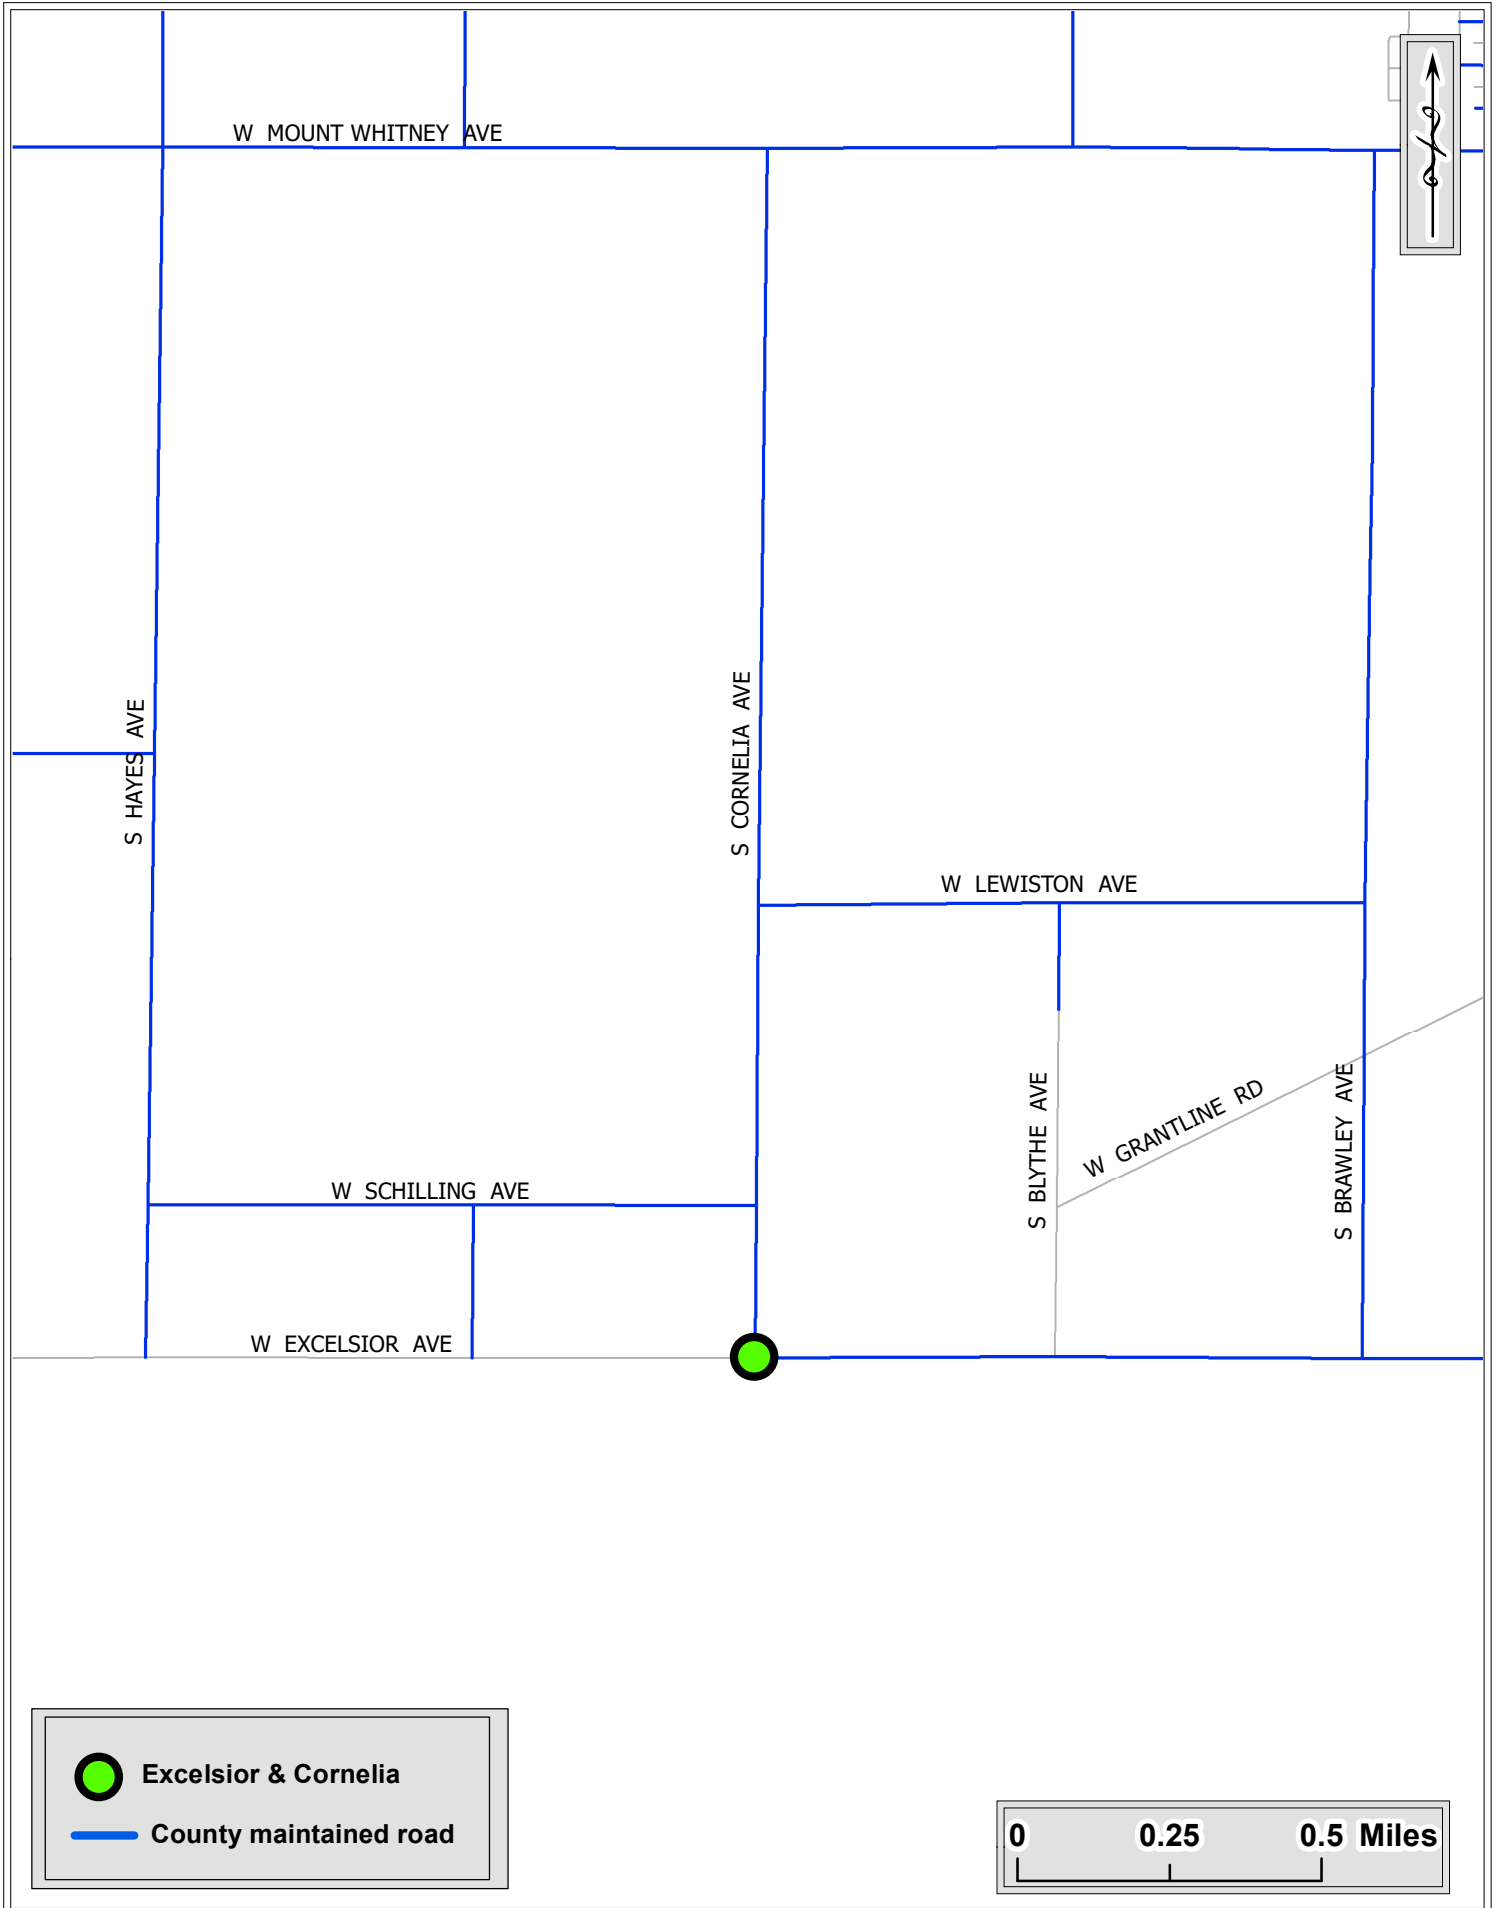 W MOUNT WHITNEY AVE
S HAYES AVE
S CORNELIA AVE
W LEWISTON AVE
S BLYTHE AVE
W GRANTLINE RD
S BRAWLEY AVE
W SCHILLING AVE
W EXCELSIOR AVE
Excelsior & Cornelia
County maintained road
0 0.25 0.5 Miles